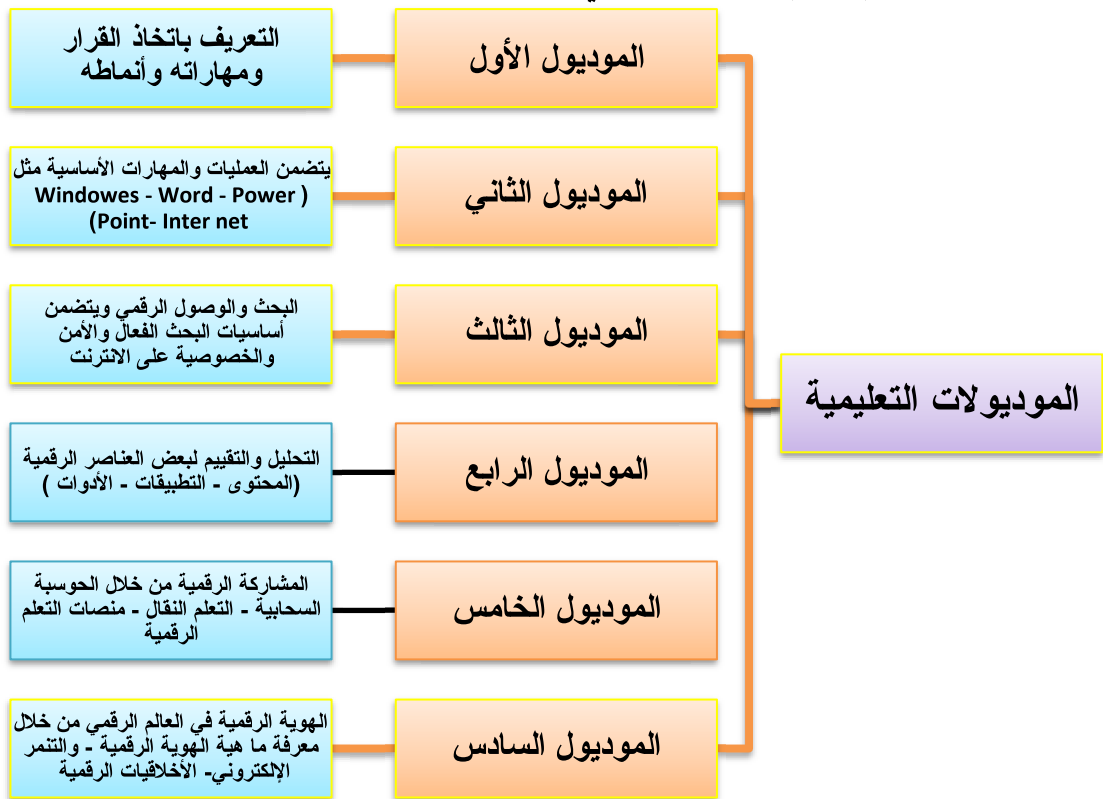 الموديولات التعليمية
الموديول الأول
التعريف باتخاذ القرار
ومهاراته وأنماطه
الموديول الثاني
يتضمن العمليات والمهارات الأساسية مثل
Windowes - Word - Power )
(Point- Inter net
الموديول الثالث
البحث والوصول الرقمي ويتضمن
أساسيات البحث الفعال والأمن
والخصوصية على الانترنت
الموديول الرابع
التحليل والتقييم لبعض العناصر الرقمية
(المحتوى - التطبيقات - الأدوات )
الموديول الخامس
المشاركة الرقمية من خلال الحوسبة
السحابية - التعلم النقال - منصات التعلم
الرقمية
الموديول السادس
الهوية الرقمية في العالم الرقمي من خلال
معرفة ما هية الهوية الرقمية - والتنمر
الإلكتروني- الأخلاقيات الرقمية